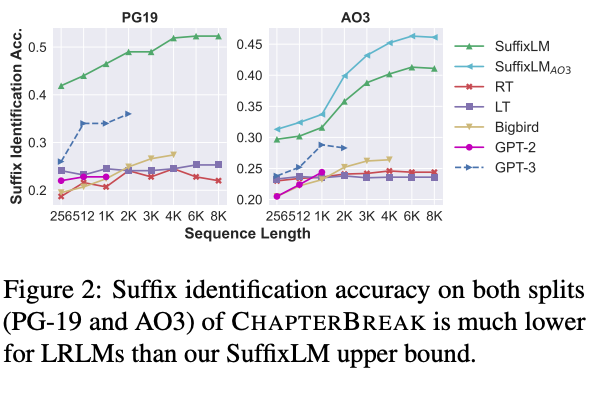 PG19
AO3
Suffix Identification Acc.
0.5
0.4
0.3
0.2
256 512 1K 2K 3K 4K 6K 8K
0.45
0.40
0.35
0.30
0.25
0.20
256 512 1K 2K 3K 4K 6K 8K
Sequence Length
SuffixLM
SuffixLM_AO3
RT
LT
Bigbird
GPT-2
GPT-3
Figure 2: Suffix identification accuracy on both splits
(PG-19 and AO3) of CHAPTERBREAK is much lower
for LRLMs than our SuffixLM upper bound.